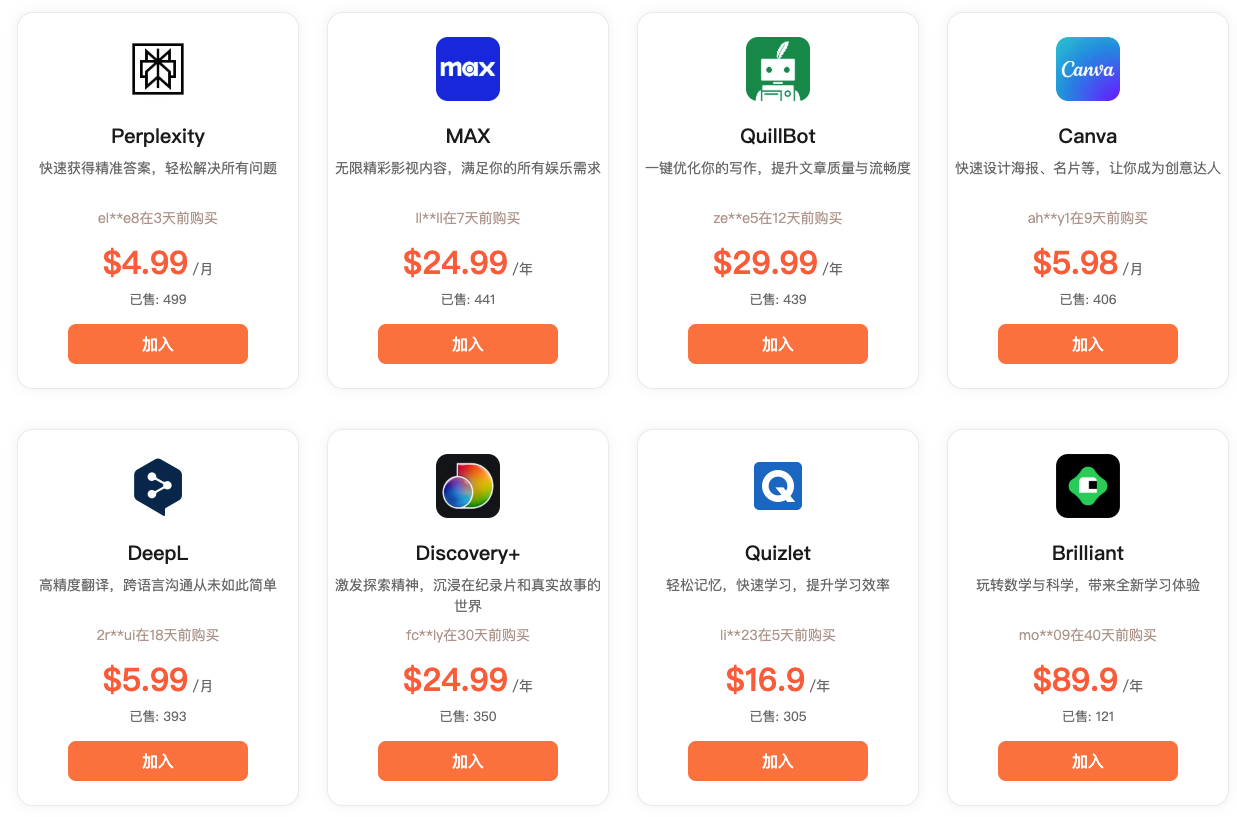 Perplexity
快速获得精准答案，轻松解决所有问题
el**e8在3天前购买
$4.99 /月
已售: 499
加入
max
MAX
无限精彩影视内容，满足你的所有娱乐需求
ll**ll在7天前购买
$24.99 /年
已售: 441
加入
QuillBot
一键优化你的写作，提升文章质量与流畅度
ze**e5在12天前购买
$29.99 /年
已售: 439
加入
Canva
Canva
快速设计海报、名片等，让你成为创意达人
ah**y1在9天前购买
$5.98 /月
已售: 406
加入
DeepL
高精度翻译，跨语言沟通从未如此简单
2r**ui在18天前购买
$5.99 /月
已售: 393
加入
Discovery+
激发探索精神，沉浸在纪录片和真实故事的
世界
fc**ly在30天前购买
$24.99 /年
已售: 350
加入
Q
Quizlet
轻松记忆，快速学习，提升学习效率
li**23在5天前购买
$16.9 /年
已售: 305
加入
Brilliant
玩转数学与科学，带来全新学习体验
mo**09在40天前购买
$89.9 /年
已售: 121
加入